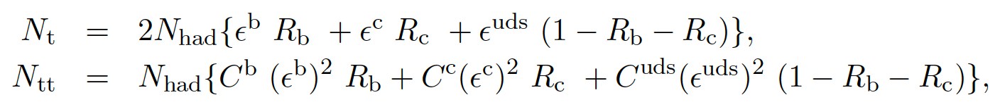 N_t = 2N_had{ϵ^b R_b + ϵ^c R_c + ϵ^uds (1 − R_b − R_c)},
N_tt = N_had{C^b (ϵ^b)^2 R_b + C^c(ϵ^c)^2 R_c + C^uds(ϵ^uds)^2 (1 − R_b − R_c)},